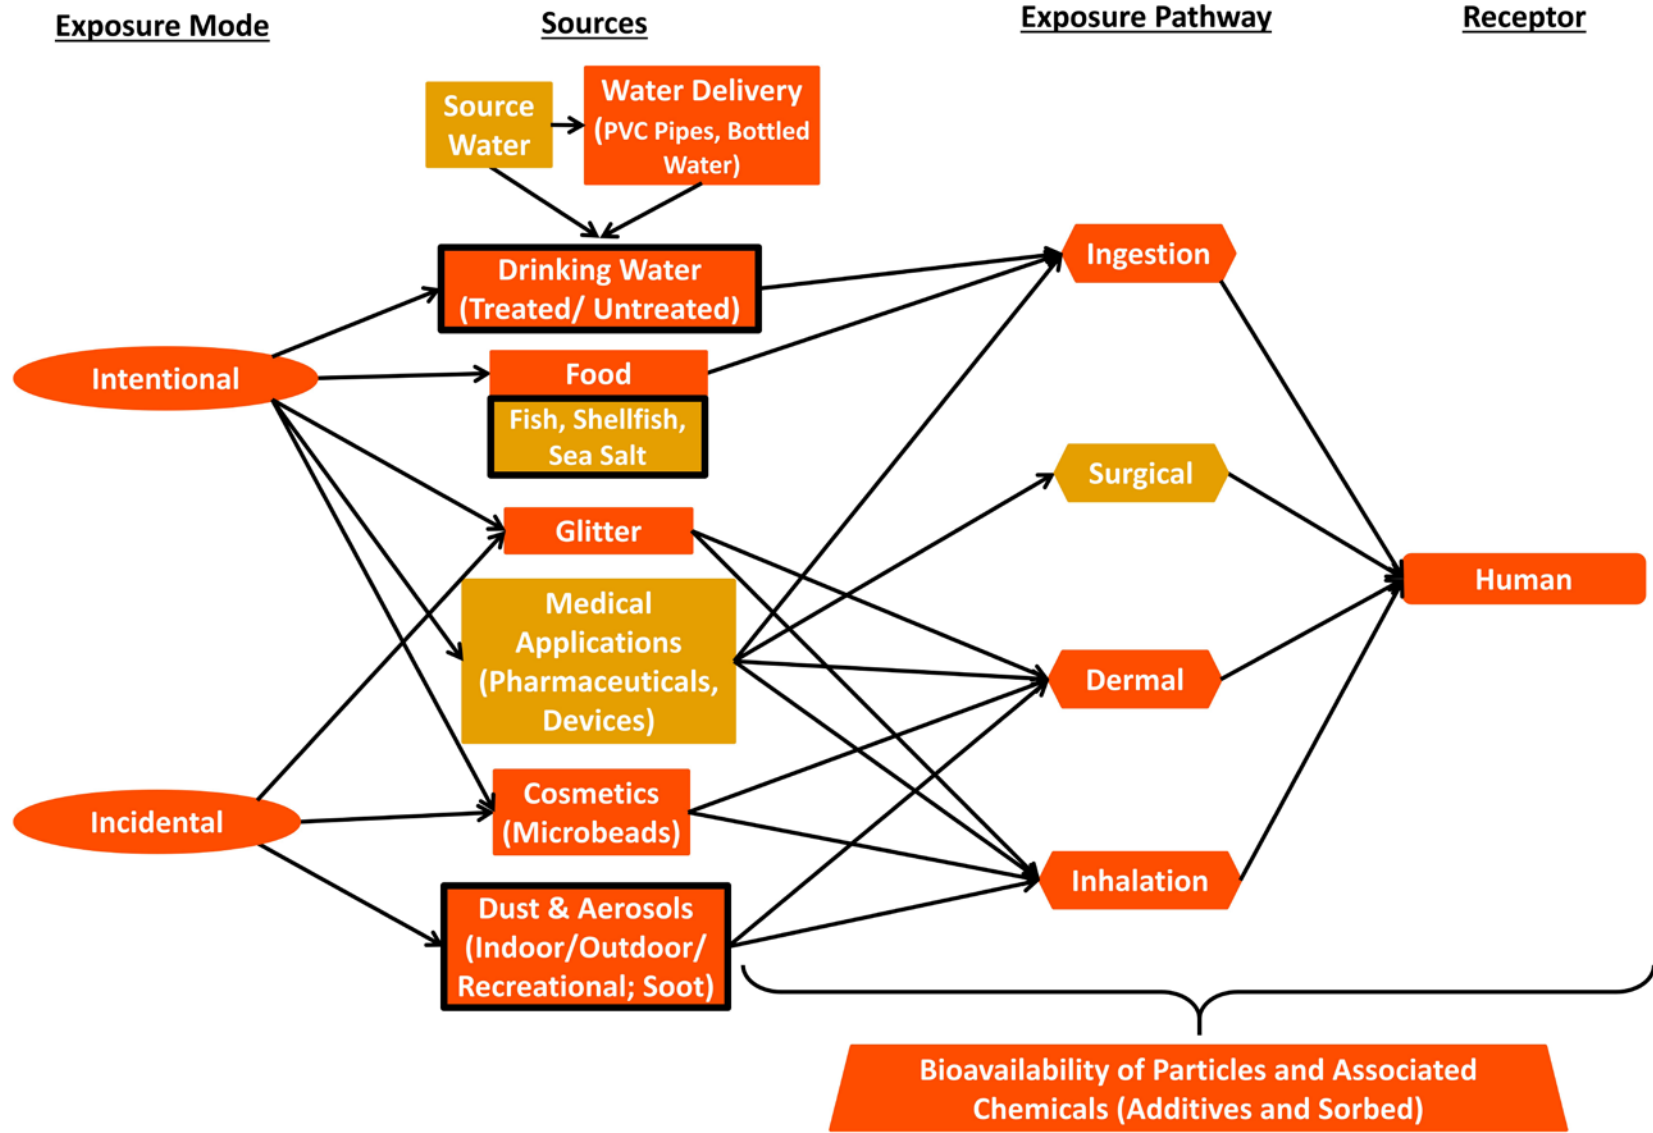 Exposure Mode
Sources
Exposure Pathway
Receptor
Source
Water
Water Delivery
(PVC Pipes, Bottled
Water)
Drinking Water
(Treated/ Untreated)
Ingestion
Intentional
Food
Fish, Shellfish,
Sea Salt
Surgical
Glitter
Human
Medical
Applications
(Pharmaceuticals,
Devices)
Dermal
Incidental
Cosmetics
(Microbeads)
Inhalation
Dust & Aerosols
(Indoor/Outdoor/
Recreational; Soot)
Bioavailability of Particles and Associated
Chemicals (Additives and Sorbed)